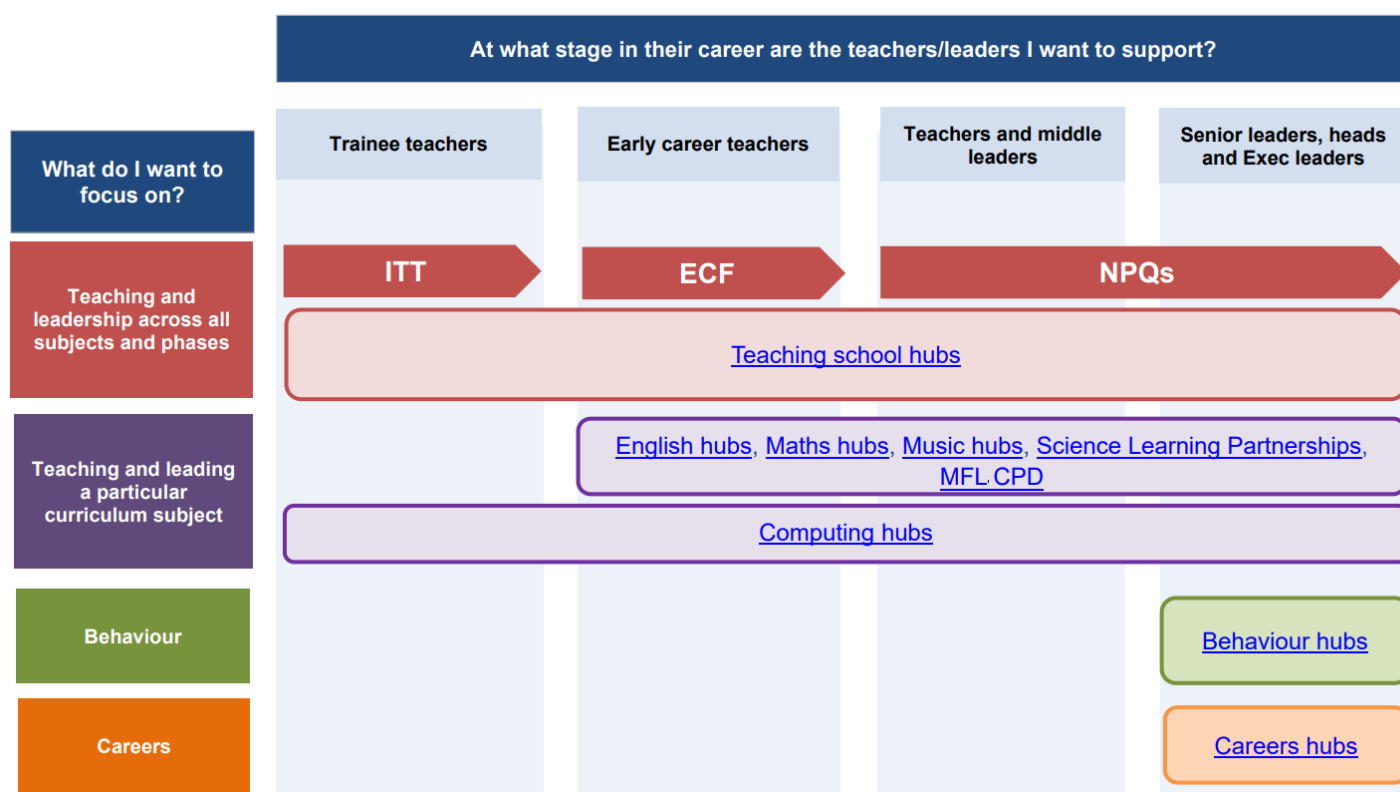 At what stage in their career are the teachers/leaders I want to support?
What do I want to
focus on?
Trainee teachers
Early career teachers
Teachers and middle
leaders
Senior leaders, heads
and Exec leaders
Teaching and
leadership across all
subjects and phases
ITT
ECF
NPQs
Teaching school hubs
Teaching and leading
a particular
curriculum subject
English hubs, Maths hubs, Music hubs, Science Learning Partnerships,
MFL CPD
Computing hubs
Behaviour
Behaviour hubs
Careers
Careers hubs